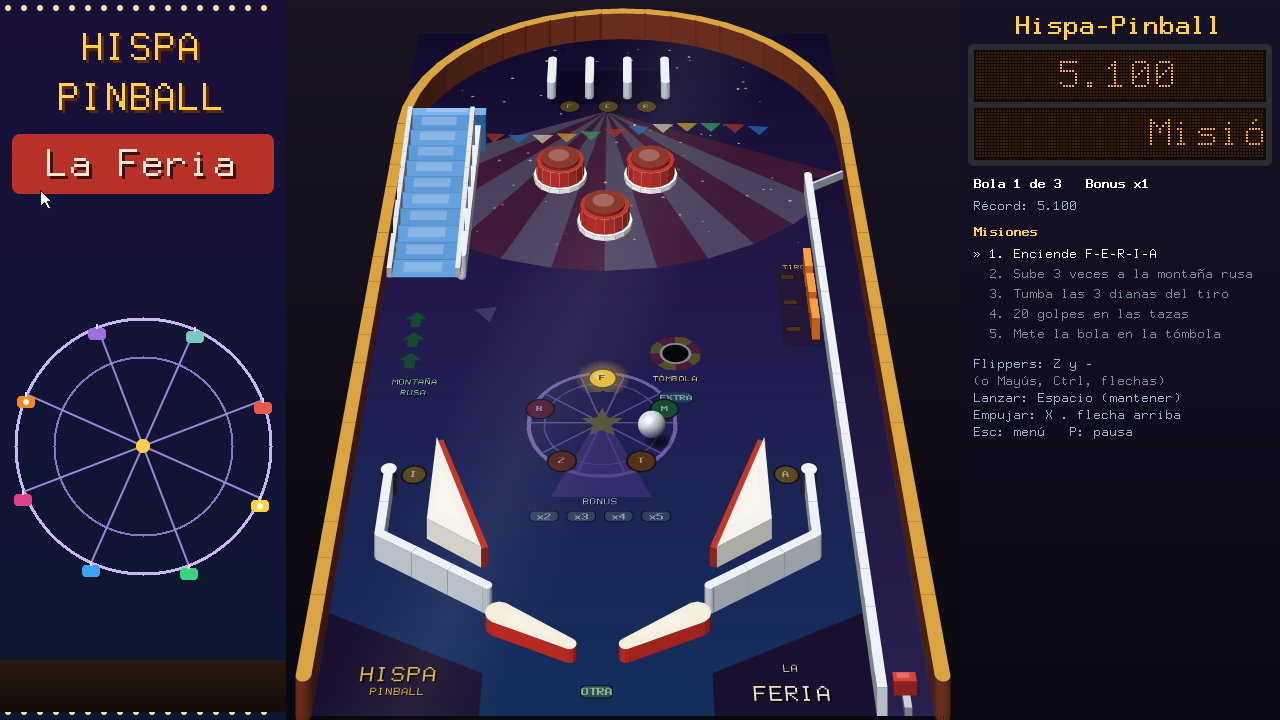 HISPA
PINBALL
La Feria
F E R
TIRO
MONTAÑA
RUSA
TÓMBOLA
EXTRA
F
B M
Z T
I A
BONUS
x2 x3 x4 x5
HISPA
PINBALL
OTRA
LA
FERIA
Hispa-Pinball
5.100
Misió
Bola 1 de 3 Bonus x1
Récord: 5.100
Misiones
» 1. Enciende F-E-R-I-A
2. Sube 3 veces a la montaña rusa
3. Tumba las 3 dianas del tiro
4. 20 golpes en las tazas
5. Mete la bola en la tómbola
Flippers: Z y -
(o Mayús, Ctrl, flechas)
Lanzar: Espacio (mantener)
Empujar: X . flecha arriba
Esc: menú P: pausa